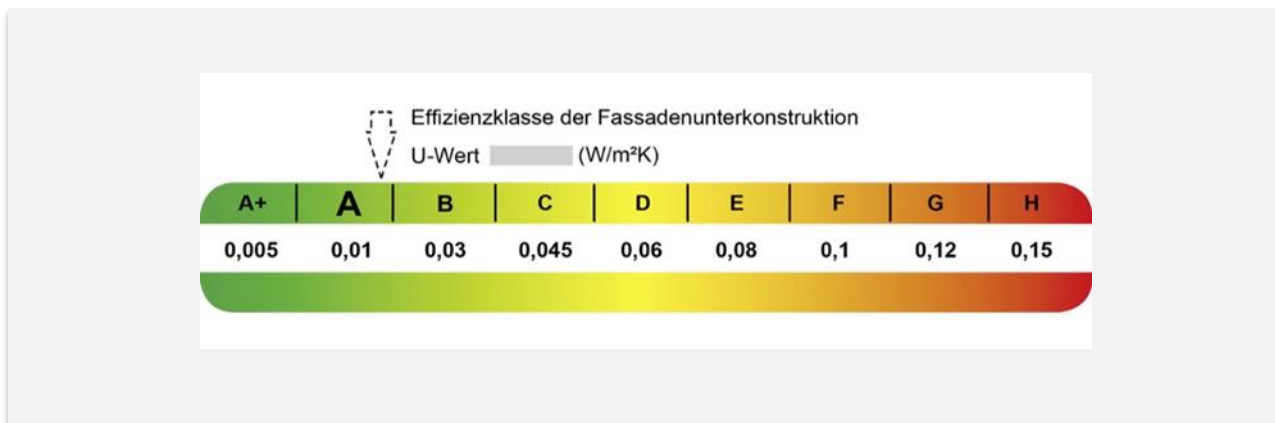 Effizienzklasse der Fassadenunterkonstruktion
U-Wert (W/m²K)
A+ A B C D E F G H
0,005 0,01 0,03 0,045 0,06 0,08 0,1 0,12 0,15